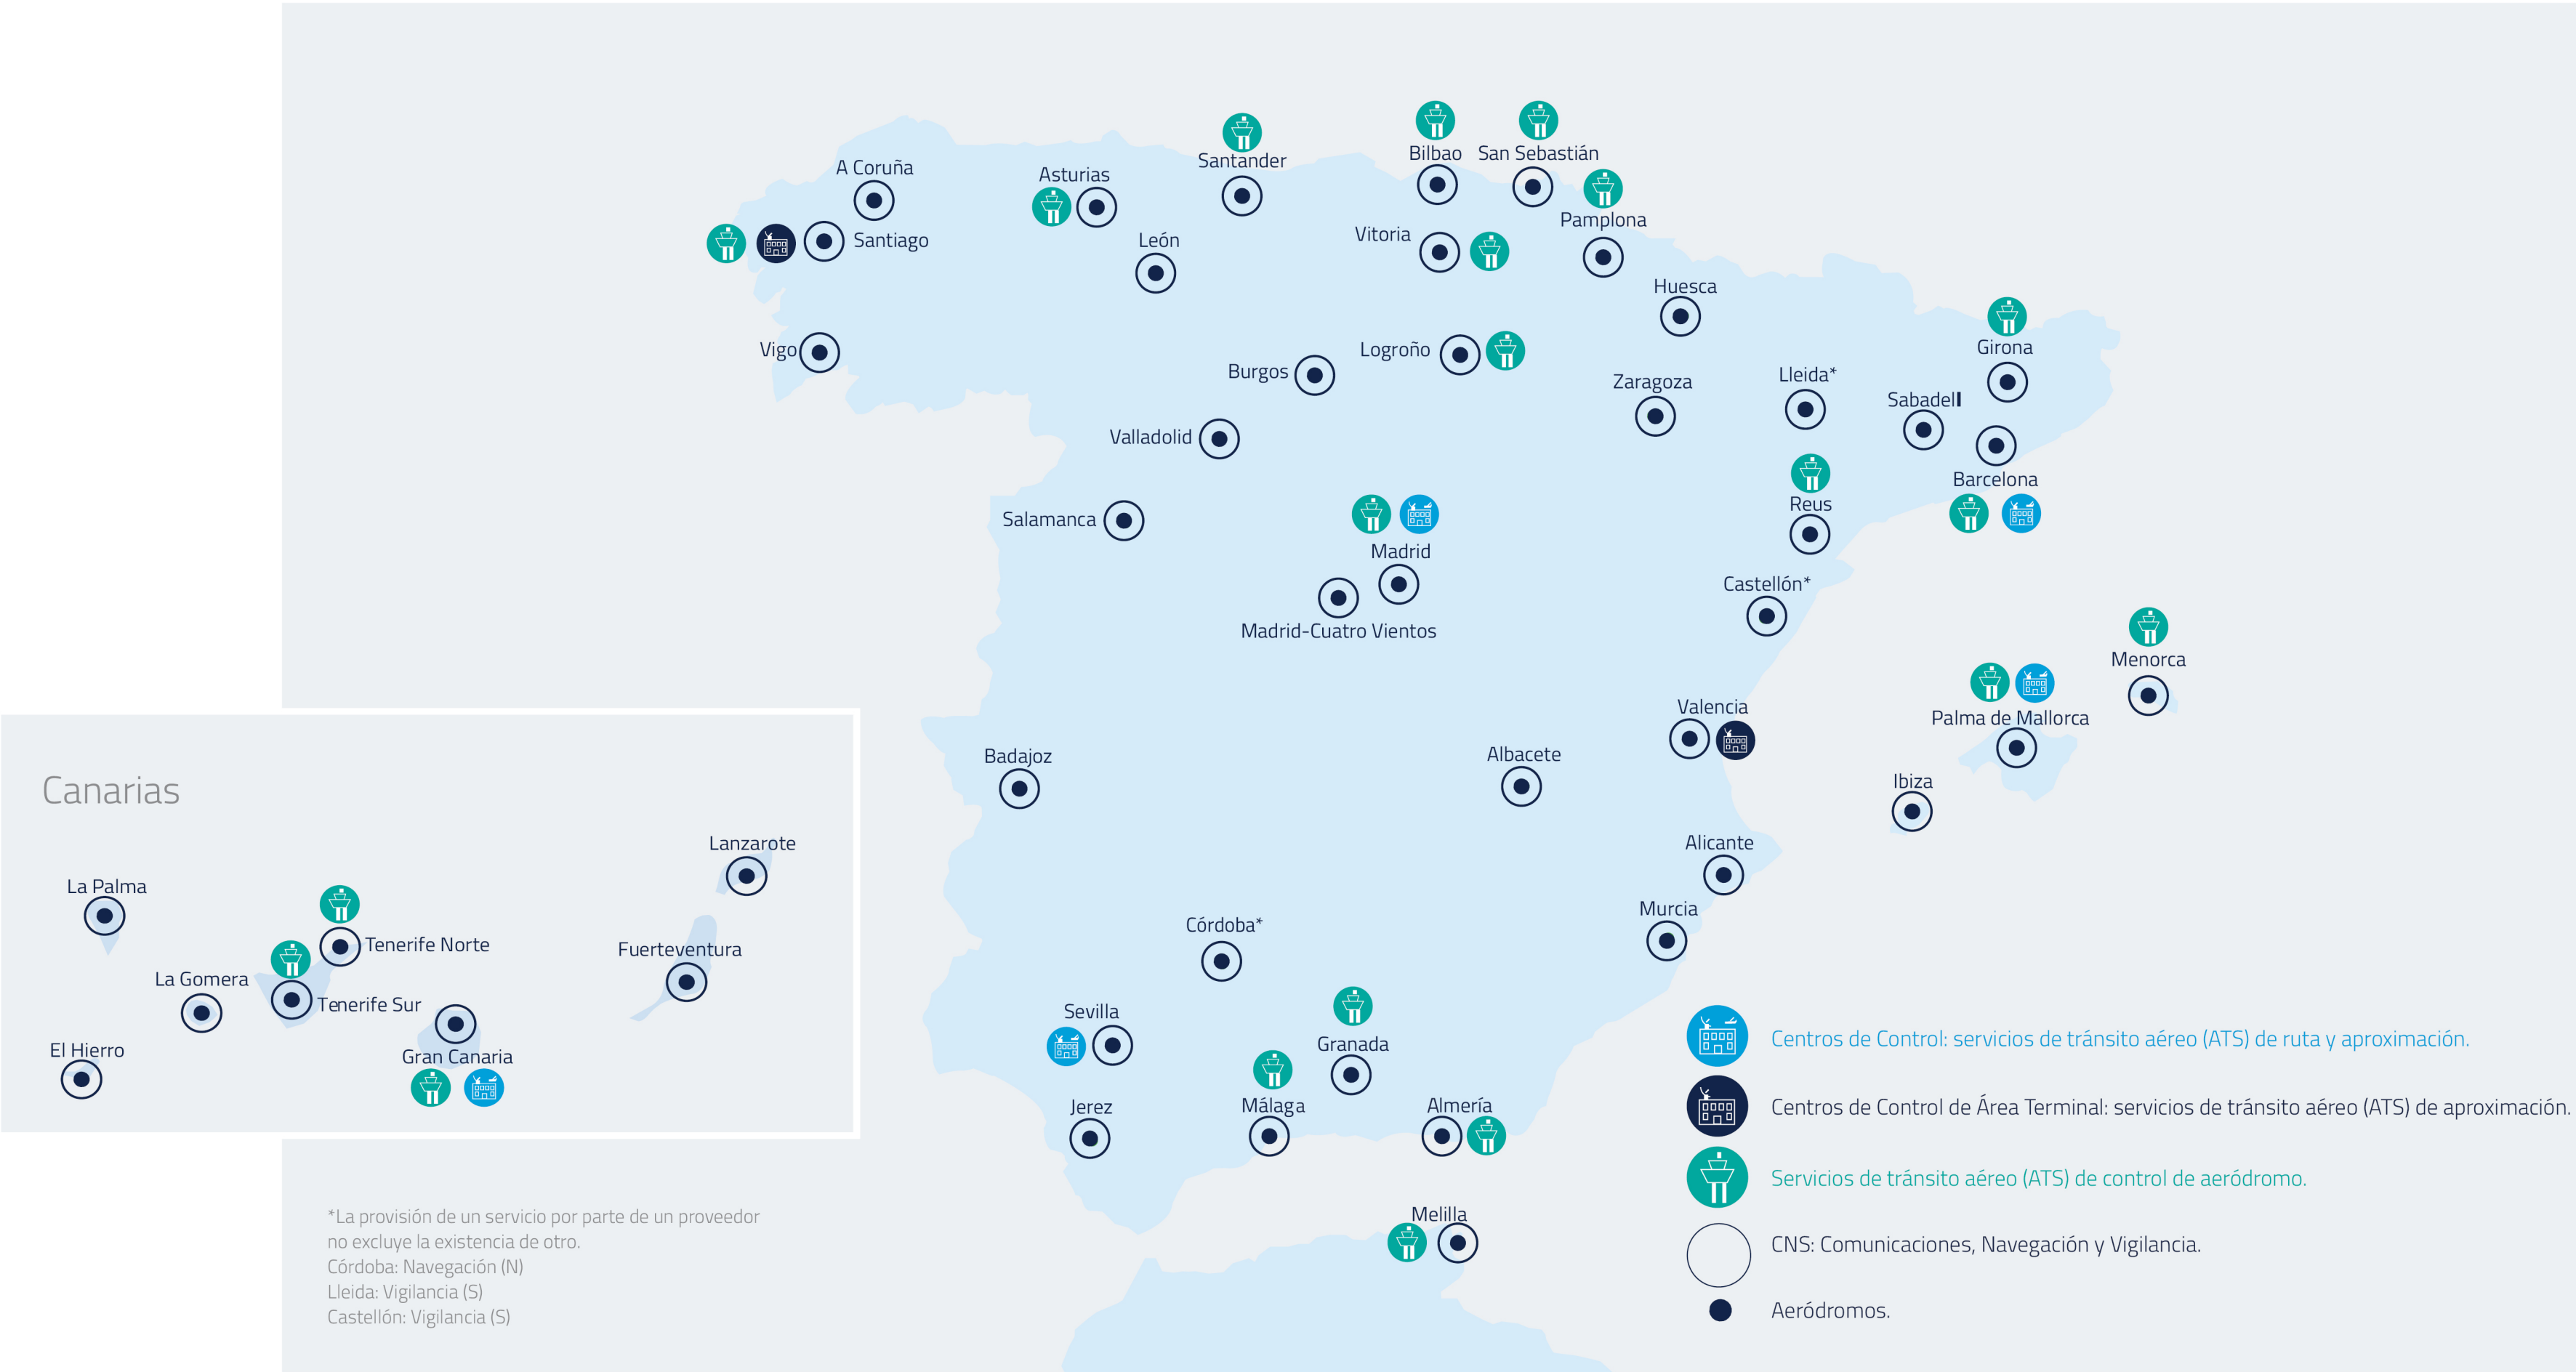 A Coruña
Asturias
Santander
Bilbao
San Sebastián
Pamplona
Santiago
León
Vitoria
Huesca
Vigo
Burgos
Logroño
Zaragoza
Lleida*
Girona
Sabadell
Valladolid
Barcelona
Salamanca
Reus
Madrid
Castellón*
Madrid-Cuatro Vientos
Menorca
Valencia
Palma de Mallorca
Badajoz
Albacete
Ibiza
Alicante
Murcia
Córdoba*
Sevilla
Granada
Jerez
Málaga
Almería
Melilla
Canarias
Lanzarote
La Palma
Tenerife Norte
Fuerteventura
La Gomera
Tenerife Sur
El Hierro
Gran Canaria
Centros de Control: servicios de tránsito aéreo (ATS) de ruta y aproximación.
Centros de Control de Área Terminal: servicios de tránsito aéreo (ATS) de aproximación.
Servicios de tránsito aéreo (ATS) de control de aeródromo.
CNS: Comunicaciones, Navegación y Vigilancia.
Aeródromos.
*La provisión de un servicio por parte de un proveedor
no excluye la existencia de otro.
Córdoba: Navegación (N)
Lleida: Vigilancia (S)
Castellón: Vigilancia (S)